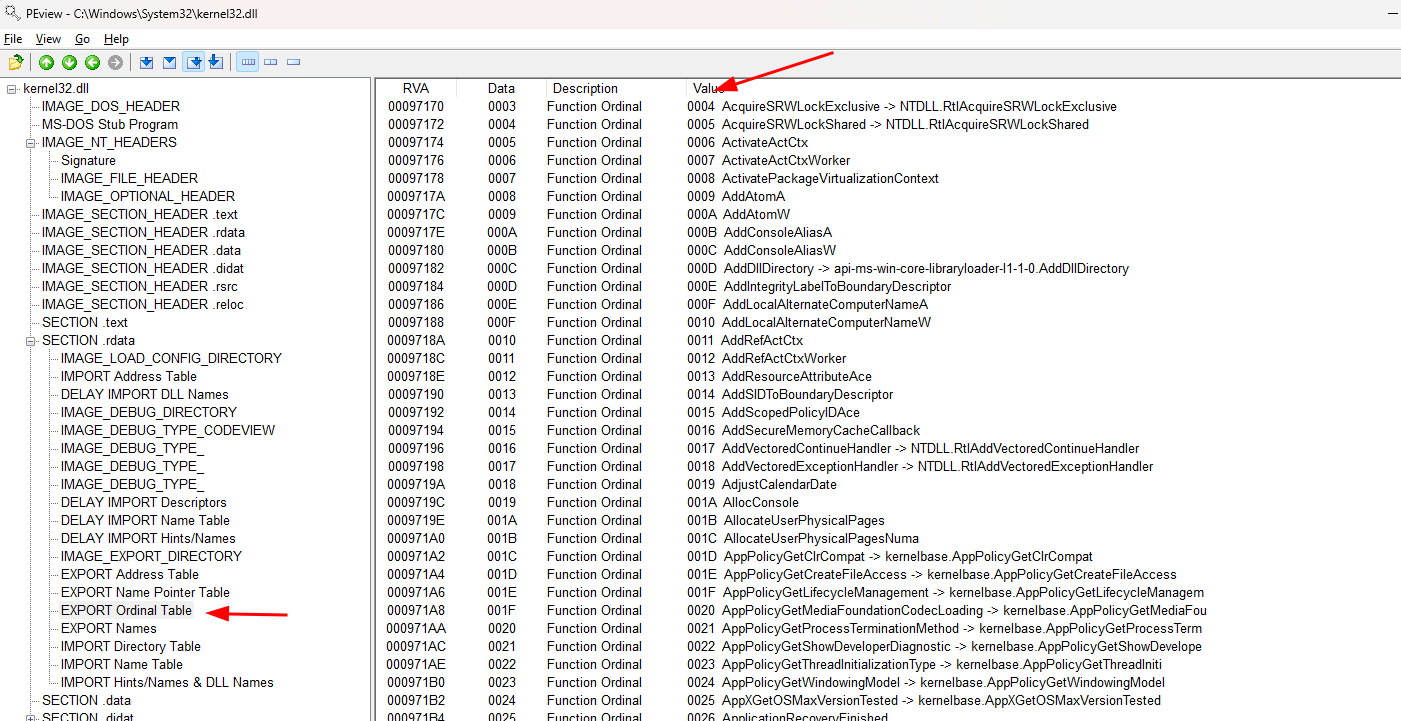 PEview - C:\Windows\System32\kernel32.dll
File View Go Help
kernel32.dll
IMAGE_DOS_HEADER
MS-DOS Stub Program
IMAGE_NT_HEADERS
Signature
IMAGE_FILE_HEADER
IMAGE_OPTIONAL_HEADER
IMAGE_SECTION_HEADER .text
IMAGE_SECTION_HEADER .rdata
IMAGE_SECTION_HEADER .data
IMAGE_SECTION_HEADER .didat
IMAGE_SECTION_HEADER .rsrc
IMAGE_SECTION_HEADER .reloc
SECTION .text
SECTION .rdata
IMAGE_LOAD_CONFIG_DIRECTORY
IMPORT Address Table
DELAY IMPORT DLL Names
IMAGE_DEBUG_DIRECTORY
IMAGE_DEBUG_TYPE_CODEVIEW
IMAGE_DEBUG_TYPE_
IMAGE_DEBUG_TYPE_
IMAGE_DEBUG_TYPE_
DELAY IMPORT Descriptors
DELAY IMPORT Name Table
DELAY IMPORT Hints/Names
IMAGE_EXPORT_DIRECTORY
EXPORT Address Table
EXPORT Name Pointer Table
EXPORT Ordinal Table
EXPORT Names
IMPORT Directory Table
IMPORT Name Table
IMPORT Hints/Names & DLL Names
SECTION .data
SECTION .didat
RVA Data Description Value
00097170 0003 Function Ordinal 0004 AcquireSRWLockExclusive -> NTDLL.RtlAcquireSRWLockExclusive
00097172 0004 Function Ordinal 0005 AcquireSRWLockShared -> NTDLL.RtlAcquireSRWLockShared
00097174 0005 Function Ordinal 0006 ActivateActCtx
00097176 0006 Function Ordinal 0007 ActivateActCtxWorker
00097178 0007 Function Ordinal 0008 ActivatePackageVirtualizationContext
0009717A 0008 Function Ordinal 0009 AddAtomA
0009717C 0009 Function Ordinal 000A AddAtomW
0009717E 000A Function Ordinal 000B AddConsoleAliasA
00097180 000B Function Ordinal 000C AddConsoleAliasW
00097182 000C Function Ordinal 000D AddDllDirectory -> api-ms-win-core-libraryloader-l1-1-0.AddDllDirectory
00097184 000D Function Ordinal 000E AddIntegrityLabelToBoundaryDescriptor
00097186 000E Function Ordinal 000F AddLocalAlternateComputerNameA
00097188 000F Function Ordinal 0010 AddLocalAlternateComputerNameW
0009718A 0010 Function Ordinal 0011 AddRefActCtx
0009718C 0011 Function Ordinal 0012 AddRefActCtxWorker
0009718E 0012 Function Ordinal 0013 AddResourceAttributeAce
00097190 0013 Function Ordinal 0014 AddSIDToBoundaryDescriptor
00097192 0014 Function Ordinal 0015 AddScopedPolicyIDAce
00097194 0015 Function Ordinal 0016 AddSecureMemoryCacheCallback
00097196 0016 Function Ordinal 0017 AddVectoredContinueHandler -> NTDLL.RtlAddVectoredContinueHandler
00097198 0017 Function Ordinal 0018 AddVectoredExceptionHandler -> NTDLL.RtlAddVectoredExceptionHandler
0009719A 0018 Function Ordinal 0019 AdjustCalendarDate
0009719C 0019 Function Ordinal 001A AllocConsole
0009719E 001A Function Ordinal 001B AllocateUserPhysicalPages
000971A0 001B Function Ordinal 001C AllocateUserPhysicalPagesNuma
000971A2 001C Function Ordinal 001D AppPolicyGetClrCompat -> kernelbase.AppPolicyGetClrCompat
000971A4 001D Function Ordinal 001E AppPolicyGetCreateFileAccess -> kernelbase.AppPolicyGetCreateFileAccess
000971A6 001E Function Ordinal 001F AppPolicyGetLifecycleManagement -> kernelbase.AppPolicyGetLifecycleManagem
000971A8 001F Function Ordinal 0020 AppPolicyGetMediaFoundationCodecLoading -> kernelbase.AppPolicyGetMediaFou
000971AA 0020 Function Ordinal 0021 AppPolicyGetProcessTerminationMethod -> kernelbase.AppPolicyGetProcessTerm
000971AC 0021 Function Ordinal 0022 AppPolicyGetShowDeveloperDiagnostic -> kernelbase.AppPolicyGetShowDevelope
000971AE 0022 Function Ordinal 0023 AppPolicyGetThreadInitializationType -> kernelbase.AppPolicyGetThreadIniti
000971B0 0023 Function Ordinal 0024 AppPolicyGetWindowingModel -> kernelbase.AppPolicyGetWindowingModel
000971B2 0024 Function Ordinal 0025 AppXGetOSMaxVersionTested -> kernelbase.AppXGetOSMaxVersionTested
000971B4 0025 Function Ordinal 0026 ApplicationRecoveryFinished